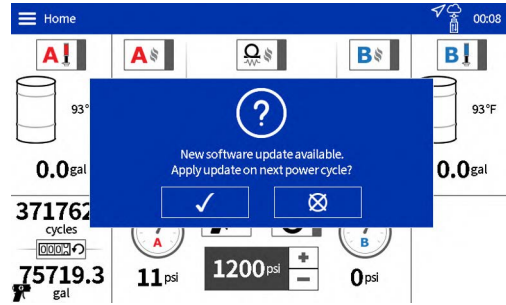 Home
00:08
A
A
B
B
93°
93°F
New software update available.
Apply update on next power cycle?
0.0gal
0.0gal
371762
cycles
000
A
B
75719.3
gal
11psi
1200psi
+
−
0psi